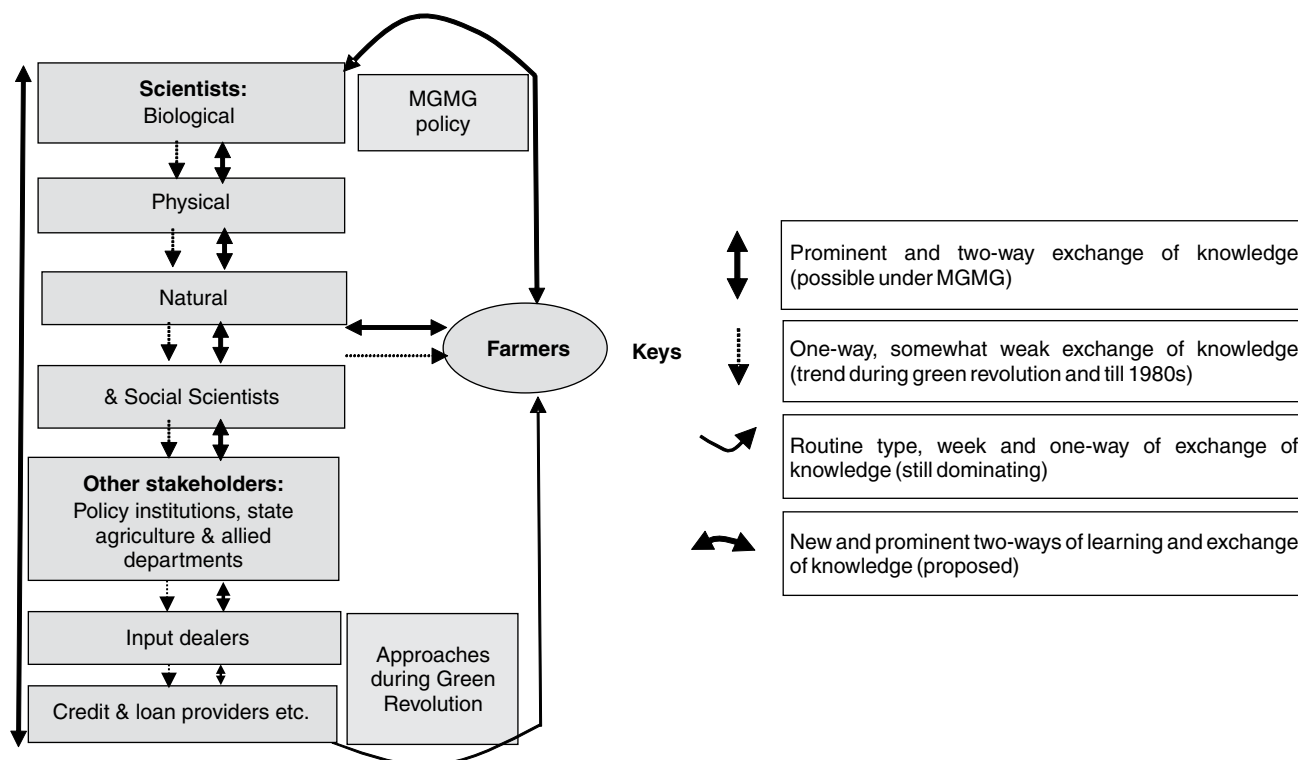 Scientists:
Biological
MGMG
policy
Physical
Natural
Farmers
& Social Scientists
Other stakeholders:
Policy institutions, state
agriculture & allied
departments
Input dealers
Approaches
during Green
Revolution
Credit & loan providers etc.
Keys
Prominent and two-way exchange of knowledge
(possible under MGMG)
One-way, somewhat weak exchange of knowledge
(trend during green revolution and till 1980s)
Routine type, week and one-way of exchange of
knowledge (still dominating)
New and prominent two-ways of learning and exchange
of knowledge (proposed)